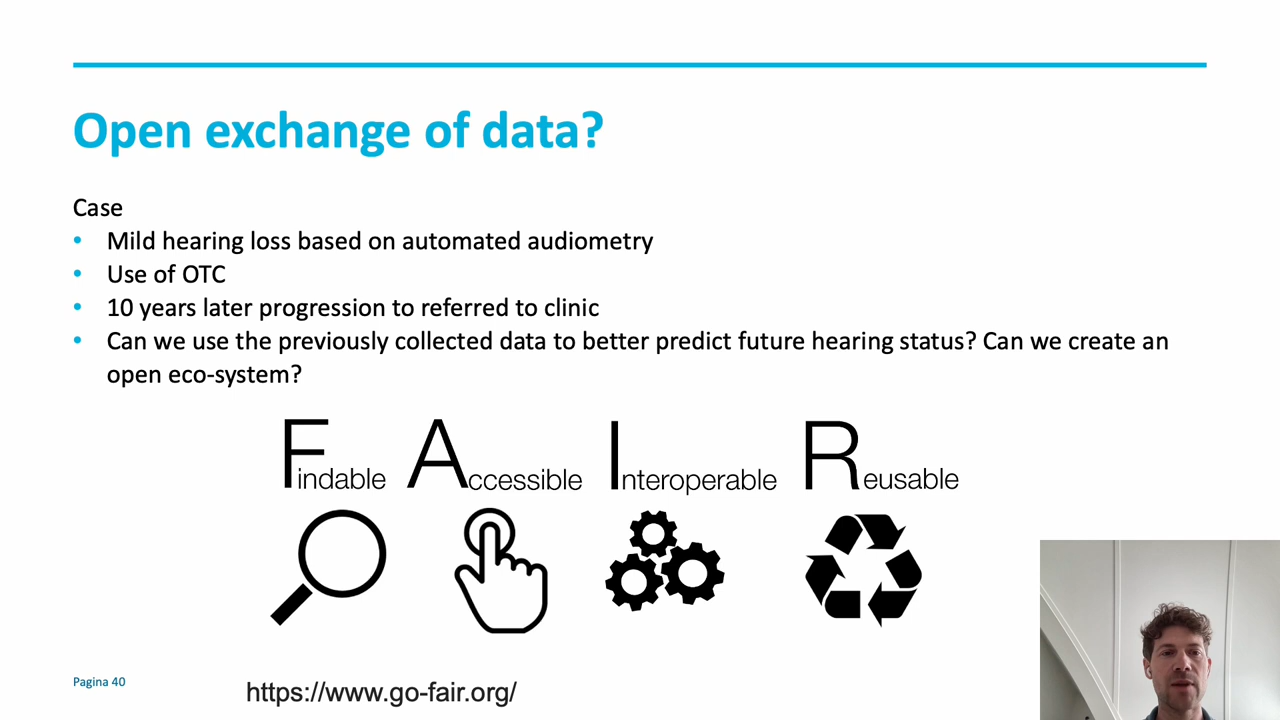 Open exchange of data?
Case
• Mild hearing loss based on automated audiometry
• Use of OTC
• 10 years later progression to referred to clinic
• Can we use the previously collected data to better predict future hearing status? Can we create an
open eco-system?
Findable Accessible Interoperable Reusable
Pagina 40
https://www.go-fair.org/